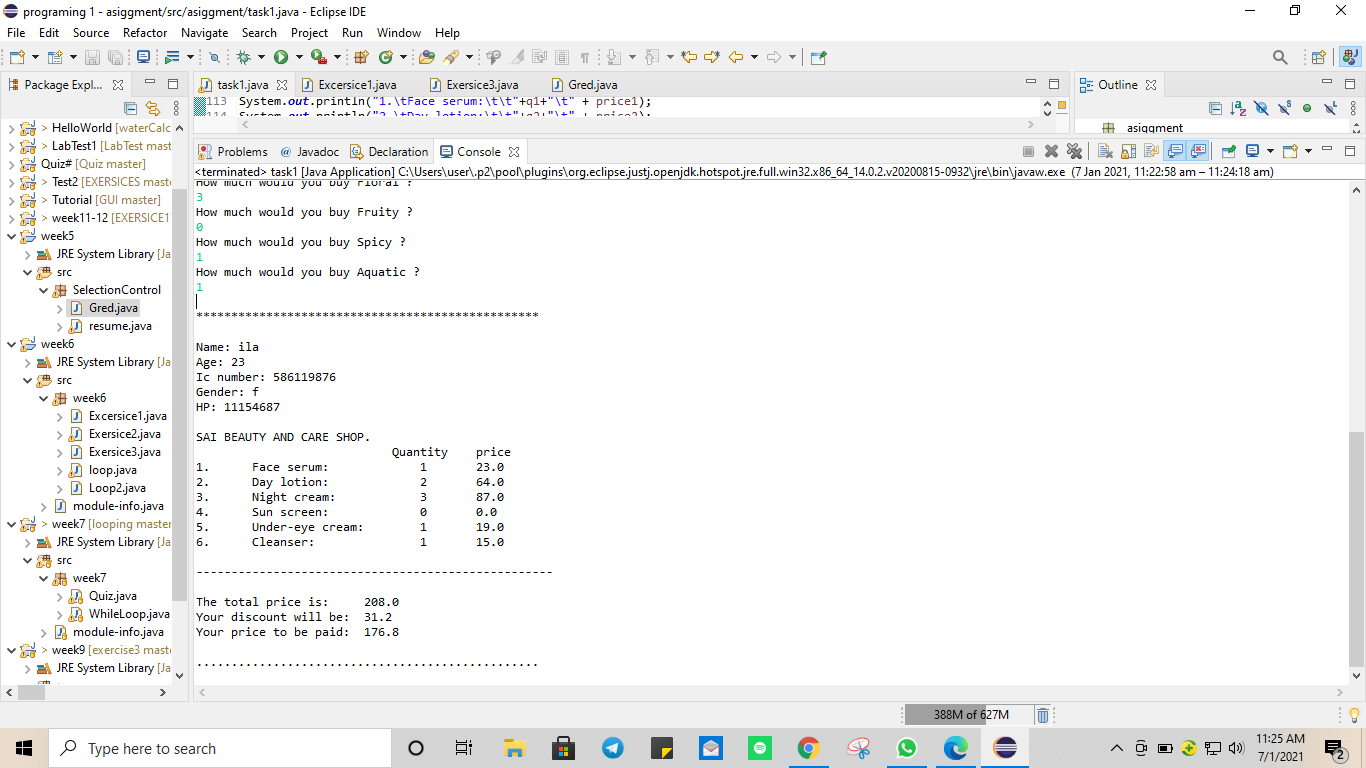 programing 1 - asiggment/src/asiggment/task1.java - Eclipse IDE
File Edit Source Refactor Navigate Search Project Run Window Help
Package Expl...
task1.java Excersice1.java Exersice3.java Gred.java
Outline
113 System.out.println("1.\tFace serum:\t\t"+q1+"\t" + price1);
asiggment
> HelloWorld [waterCalc
> LabTest1 [LabTest mast
Quiz# [Quiz master]
> Test2 [EXERSICES maste
> Tutorial [GUI master]
> week11-12 [EXERSICE1
week5
JRE System Library [Ja
src
SelectionControl
Gred.java
resume.java
week6
JRE System Library [Ja
src
week6
Excersice1.java
Exersice2.java
Exersice3.java
loop.java
Loop2.java
module-info.java
> week7 [looping master
JRE System Library [Ja
src
week7
Quiz.java
WhileLoop.java
module-info.java
> week9 [exercise3 maste
JRE System Library [Ja
Problems @ Javadoc Declaration Console
<terminated> task1 [Java Application] C:\Users\user\.p2\pool\plugins\org.eclipse.justj.openjdk.hotspot.jre.full.win32.x86_64_14.0.2.v20200815-0932\jre\bin\javaw.exe (7 Jan 2021, 11:22:58 am – 11:24:18 am)
How much would you buy Floral ?
3
How much would you buy Fruity ?
0
How much would you buy Spicy ?
1
How much would you buy Aquatic ?
1
*************************************************
Name: ila
Age: 23
Ic number: 586119876
Gender: f
HP: 11154687
SAI BEAUTY AND CARE SHOP.
Quantity price
1. Face serum: 1 23.0
2. Day lotion: 2 64.0
3. Night cream: 3 87.0
4. Sun screen: 0 0.0
5. Under-eye cream: 1 19.0
6. Cleanser: 1 15.0
---------------------------------------------------
The total price is: 208.0
Your discount will be: 31.2
Your price to be paid: 176.8
.................................................
388M of 627M
Type here to search
11:25 AM
7/1/2021
2